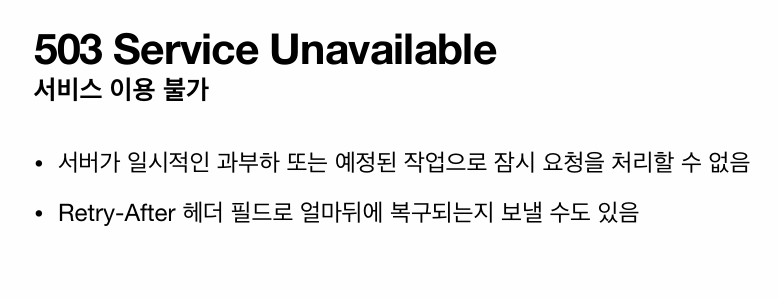 503 Service Unavailable
서비스 이용 불가
• 서버가 일시적인 과부하 또는 예정된 작업으로 잠시 요청을 처리할 수 없음
• Retry-After 헤더 필드로 얼마뒤에 복구되는지 보낼 수도 있음